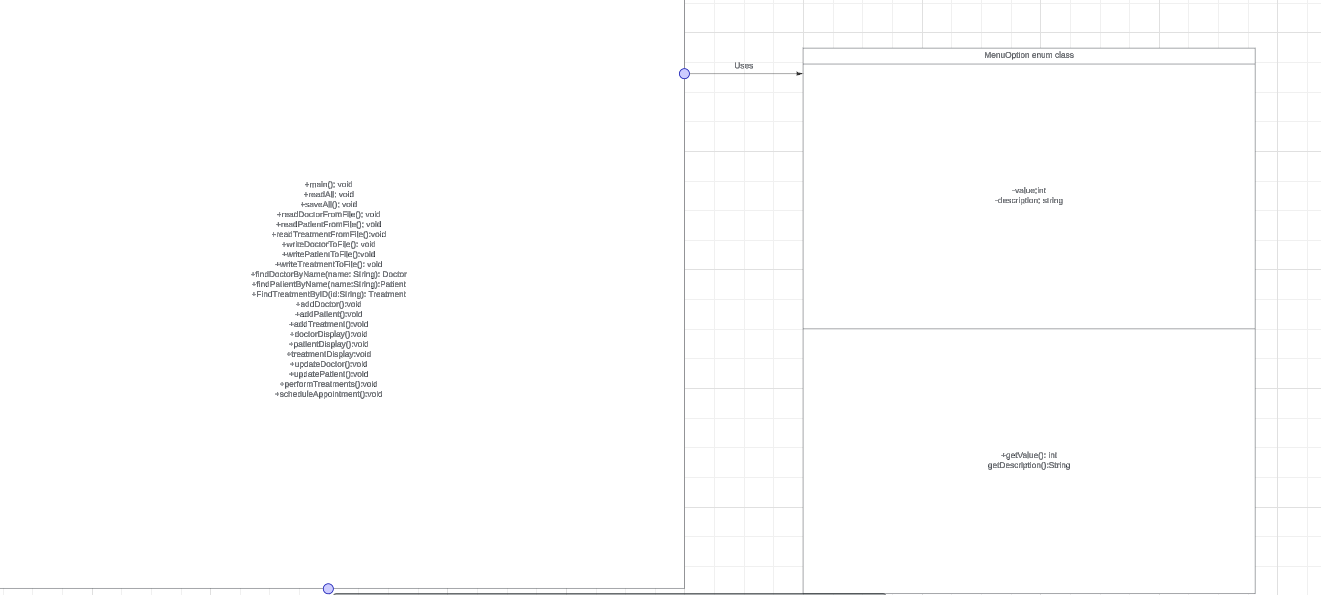 MenuOption enum class
Uses
+main(); void
+readAll; void
+saveAll(); void
+readDoctorFromFile(); void
+readPatientFromFile(); void
+readTreatmentFromFile():void
+writeDoctorToFile(): void
+writePatientToFile():void
+writeTreatmentToFile(): void
+findDoctorByName(name: String): Doctor
+findPatientByName(name:String):Patient
+FindTreatmentByID(id:String): Treatment
+addDoctor():void
+addPatient():void
+addTreatment():void
+doctorDisplay():void
+patientDisplay():void
+treatmentDisplay:void
+updateDoctor():void
+updatePatient():void
+performTreatments():void
+scheduleAppointment():void
-value;int
-description; string
+getValue(): int
getDescription():String